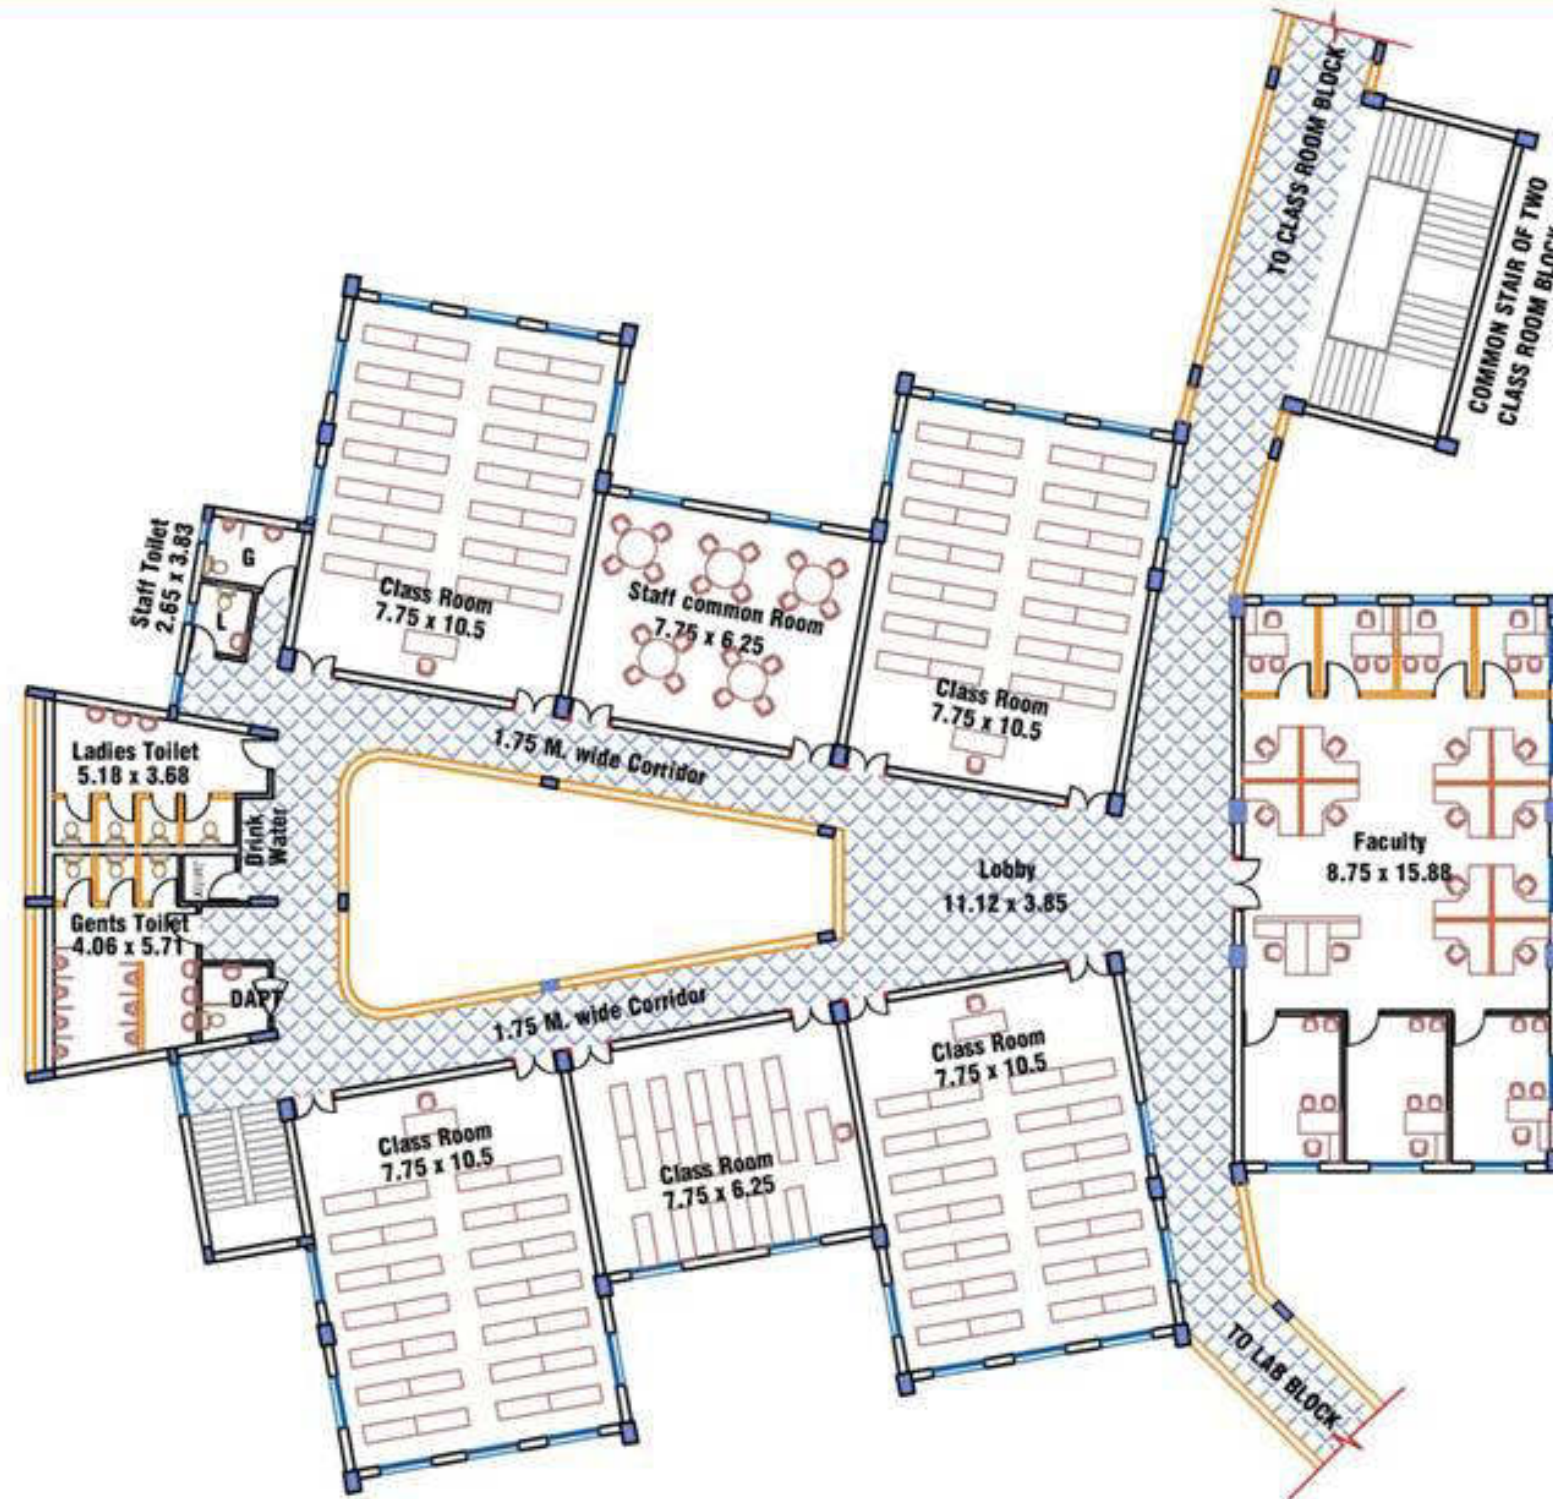 TO CLASS ROOM BLOCK
COMMON STAIR OF TWO
CLASS ROOM BLOCK
Staff Toilet
2.65 x 3.83
G
L
Class Room
7.75 x 10.5
Staff common Room
7.75 x 6.25
Class Room
7.75 x 10.5
Ladies Toilet
5.18 x 3.68
1.75 M. wide Corridor
Drink
Water
Lobby
11.12 x 3.85
Faculty
8.75 x 15.88
Gents Toilet
4.06 x 5.71
DAPT
1.75 M. wide Corridor
Class Room
7.75 x 10.5
Class Room
7.75 x 6.25
Class Room
7.75 x 10.5
TO LAB BLOCK